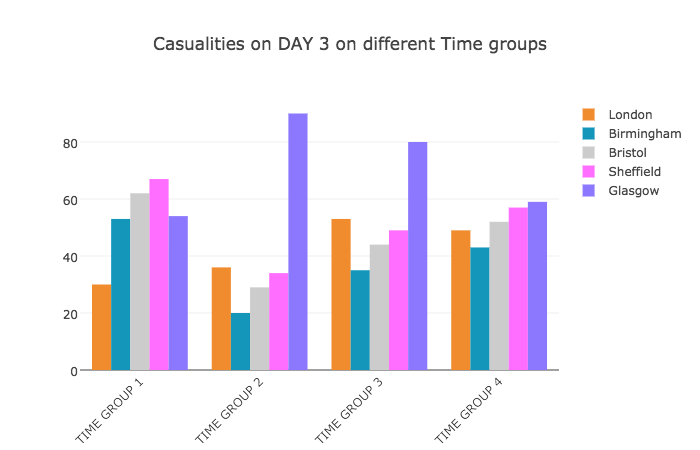 Casualities on DAY 3 on different Time groups
London
Birmingham
Bristol
Sheffield
Glasgow
80
60
40
20
0
TIME GROUP 1
TIME GROUP 2
TIME GROUP 3
TIME GROUP 4